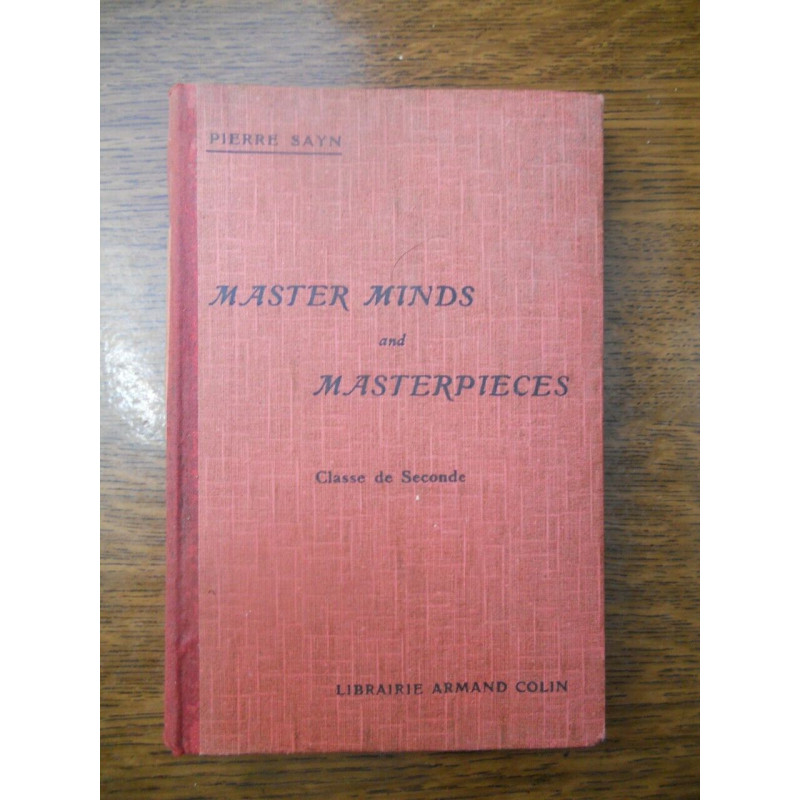 PIERRE SAYN
MASTER MINDS
and
MASTERPIECES
Classe de Seconde
LIBRAIRIE ARMAND COLIN